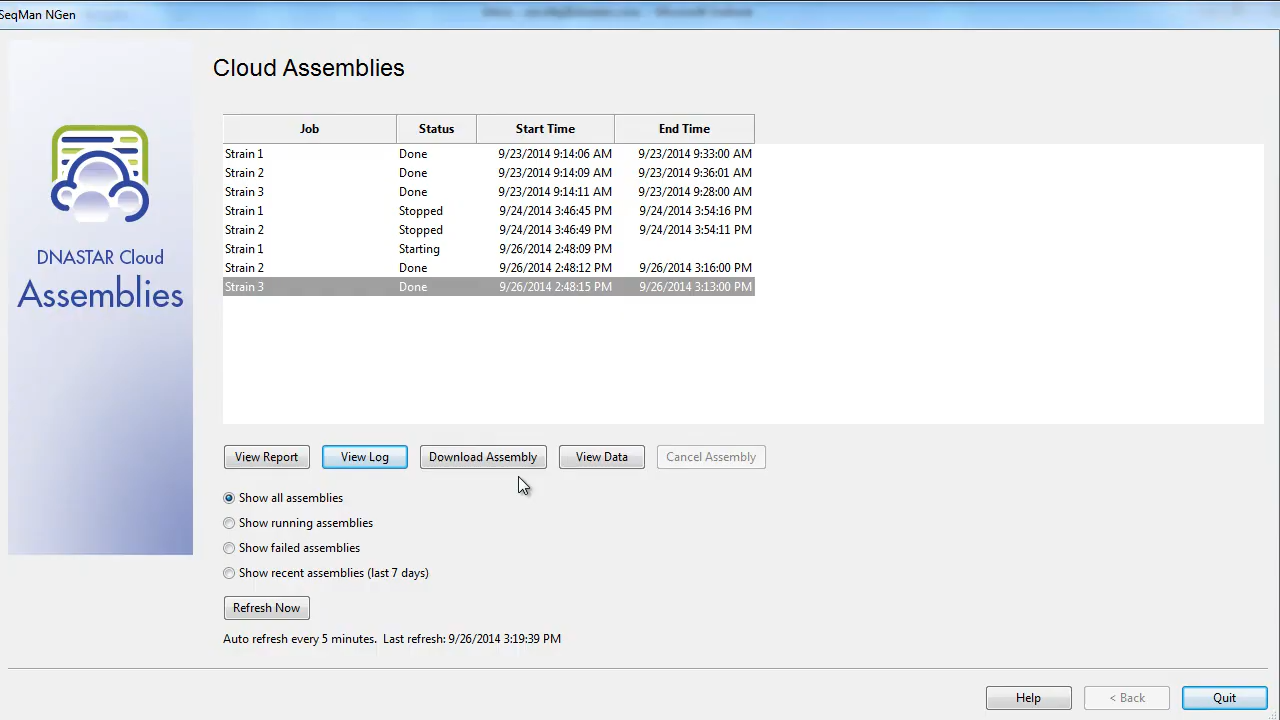 SeqMan NGen
Cloud Assemblies
Job Status Start Time End Time
Strain 1 Done 9/23/2014 9:14:06 AM 9/23/2014 9:33:00 AM
Strain 2 Done 9/23/2014 9:14:09 AM 9/23/2014 9:36:01 AM
Strain 3 Done 9/23/2014 9:14:11 AM 9/23/2014 9:28:00 AM
Strain 1 Stopped 9/24/2014 3:46:45 PM 9/24/2014 3:54:16 PM
Strain 2 Stopped 9/24/2014 3:46:49 PM 9/24/2014 3:54:11 PM
Strain 1 Starting 9/26/2014 2:48:09 PM
Strain 2 Done 9/26/2014 2:48:12 PM 9/26/2014 3:16:00 PM
Strain 3 Done 9/26/2014 2:48:15 PM 9/26/2014 3:13:00 PM
DNASTAR Cloud
Assemblies
View Report View Log Download Assembly View Data Cancel Assembly
Show all assemblies
Show running assemblies
Show failed assemblies
Show recent assemblies (last 7 days)
Refresh Now
Auto refresh every 5 minutes. Last refresh: 9/26/2014 3:19:39 PM
Help < Back Quit